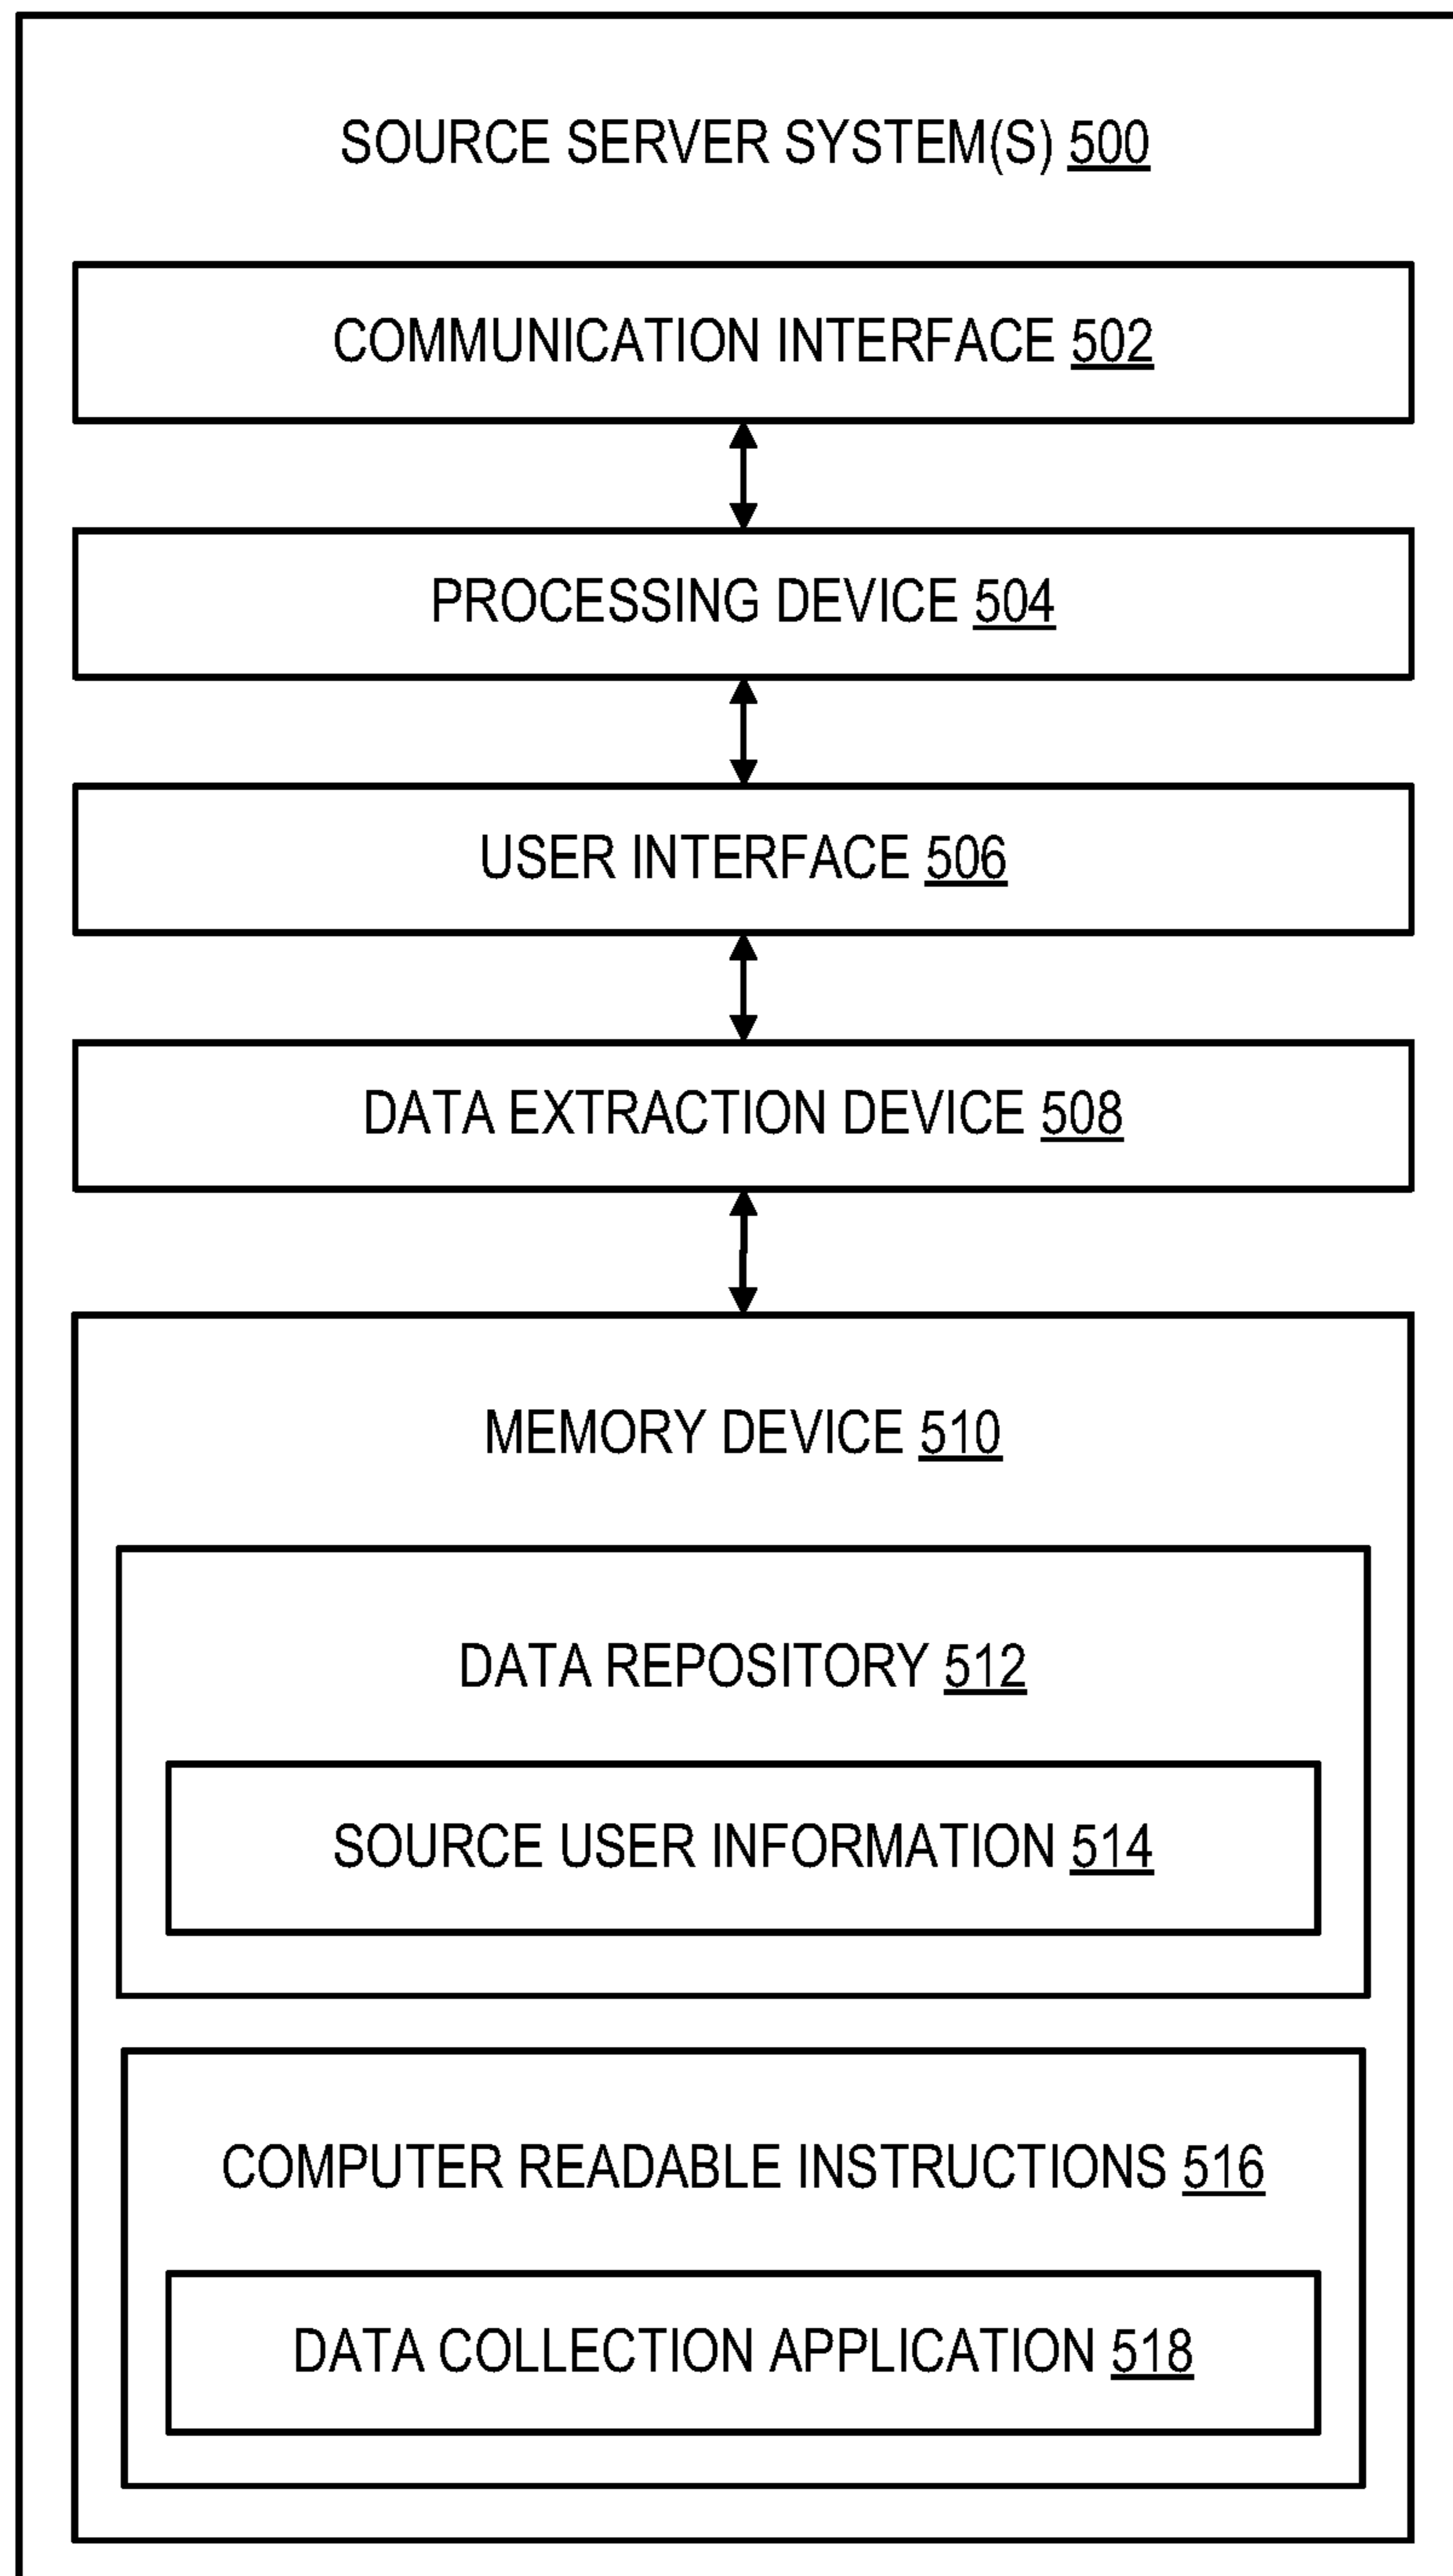 SOURCE SERVER SYSTEM(S) 500
COMMUNICATION INTERFACE 502
PROCESSING DEVICE 504
USER INTERFACE 506
DATA EXTRACTION DEVICE 508
MEMORY DEVICE 510
DATA REPOSITORY 512
SOURCE USER INFORMATION 514
COMPUTER READABLE INSTRUCTIONS 516
DATA COLLECTION APPLICATION 518